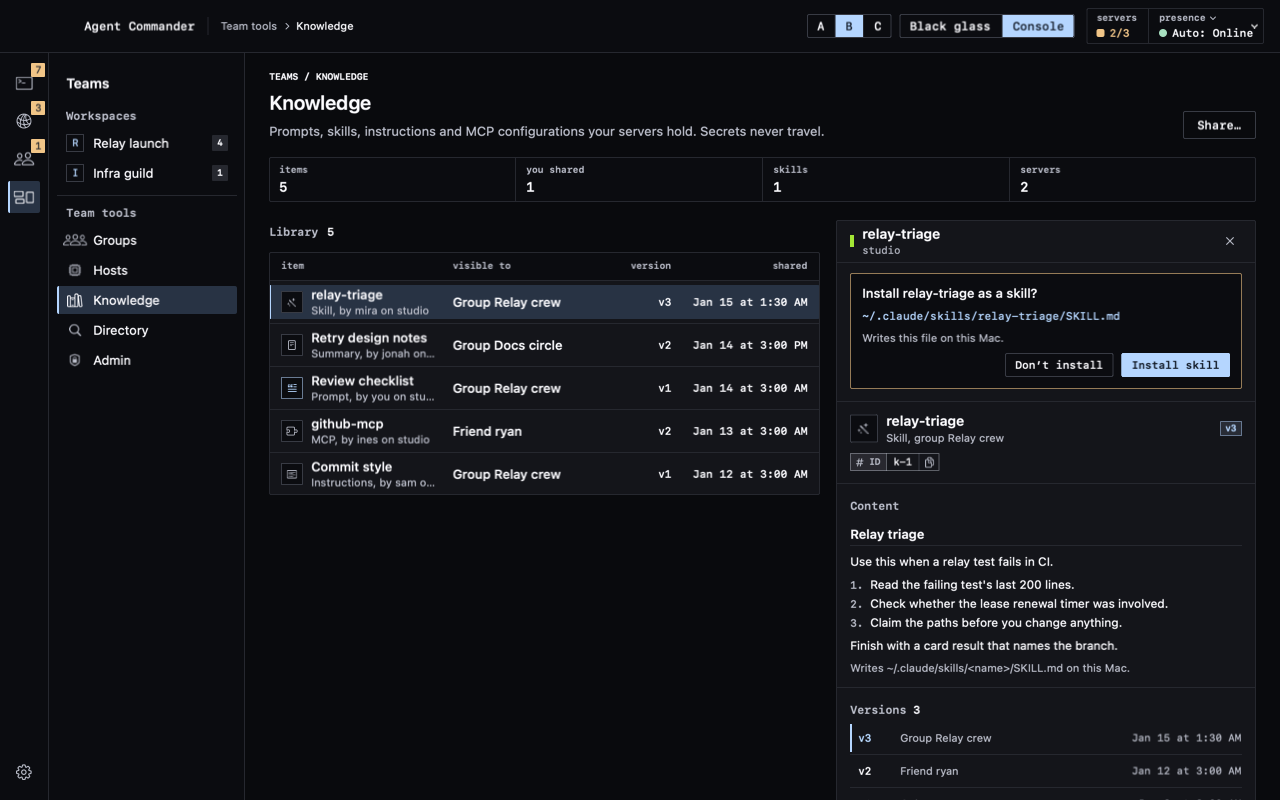 Agent Commander
Team tools > Knowledge
A B C
Black glass Console
servers
2/3
presence
Auto: Online
7
3
1
Teams
Workspaces
R Relay launch 4
I Infra guild 1
Team tools
Groups
Hosts
Knowledge
Directory
Admin
TEAMS / KNOWLEDGE
Knowledge
Prompts, skills, instructions and MCP configurations your servers hold. Secrets never travel.
Share…
items
5
you shared
1
skills
1
servers
2
Library 5
item visible to version shared
relay-triage
Skill, by mira on studio
Group Relay crew v3 Jan 15 at 1:30 AM
Retry design notes
Summary, by jonah on…
Group Docs circle v2 Jan 14 at 3:00 PM
Review checklist
Prompt, by you on stu…
Group Relay crew v1 Jan 14 at 3:00 AM
github-mcp
MCP, by ines on studio
Friend ryan v2 Jan 13 at 3:00 AM
Commit style
Instructions, by sam o…
Group Relay crew v1 Jan 12 at 3:00 AM
relay-triage
studio
Install relay-triage as a skill?
~/.claude/skills/relay-triage/SKILL.md
Writes this file on this Mac.
Don't install Install skill
relay-triage
Skill, group Relay crew
v3
# ID k-1
Content
Relay triage
Use this when a relay test fails in CI.
1. Read the failing test's last 200 lines.
2. Check whether the lease renewal timer was involved.
3. Claim the paths before you change anything.
Finish with a card result that names the branch.
Writes ~/.claude/skills/<name>/SKILL.md on this Mac.
Versions 3
v3 Group Relay crew Jan 15 at 1:30 AM
v2 Friend ryan Jan 12 at 3:00 AM